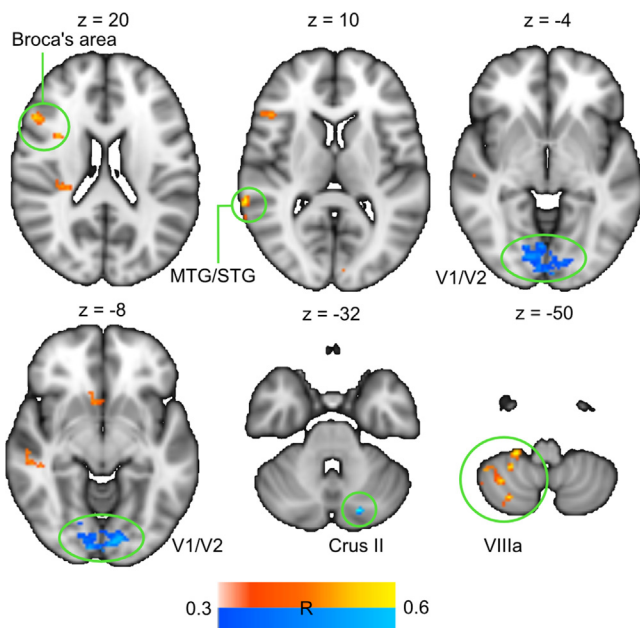 z = 20
z = 10
z = -4
Broca's area
MTG/STG
V1/V2
z = -8
z = -32
z = -50
V1/V2
Crus II
VIIIa
0.3
R
0.6